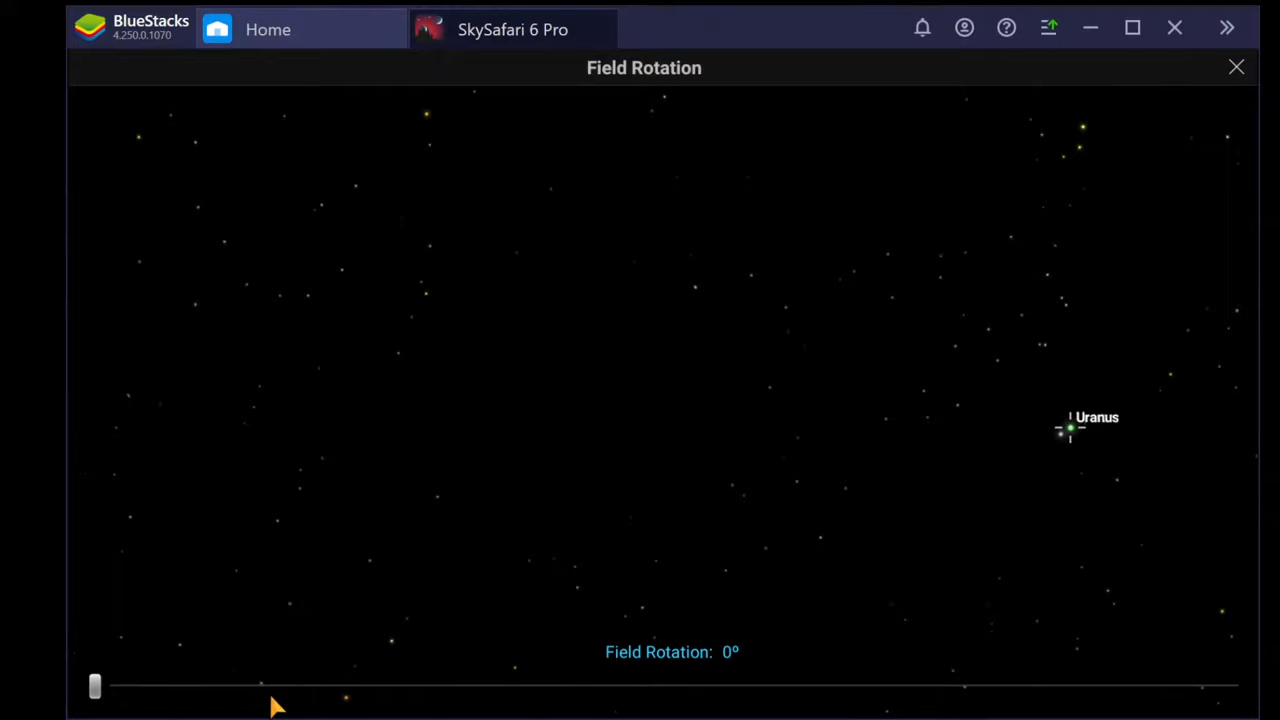 BlueStacks
4.250.0.1070
Home
SkySafari 6 Pro
Field Rotation
Uranus
Field Rotation: 0º